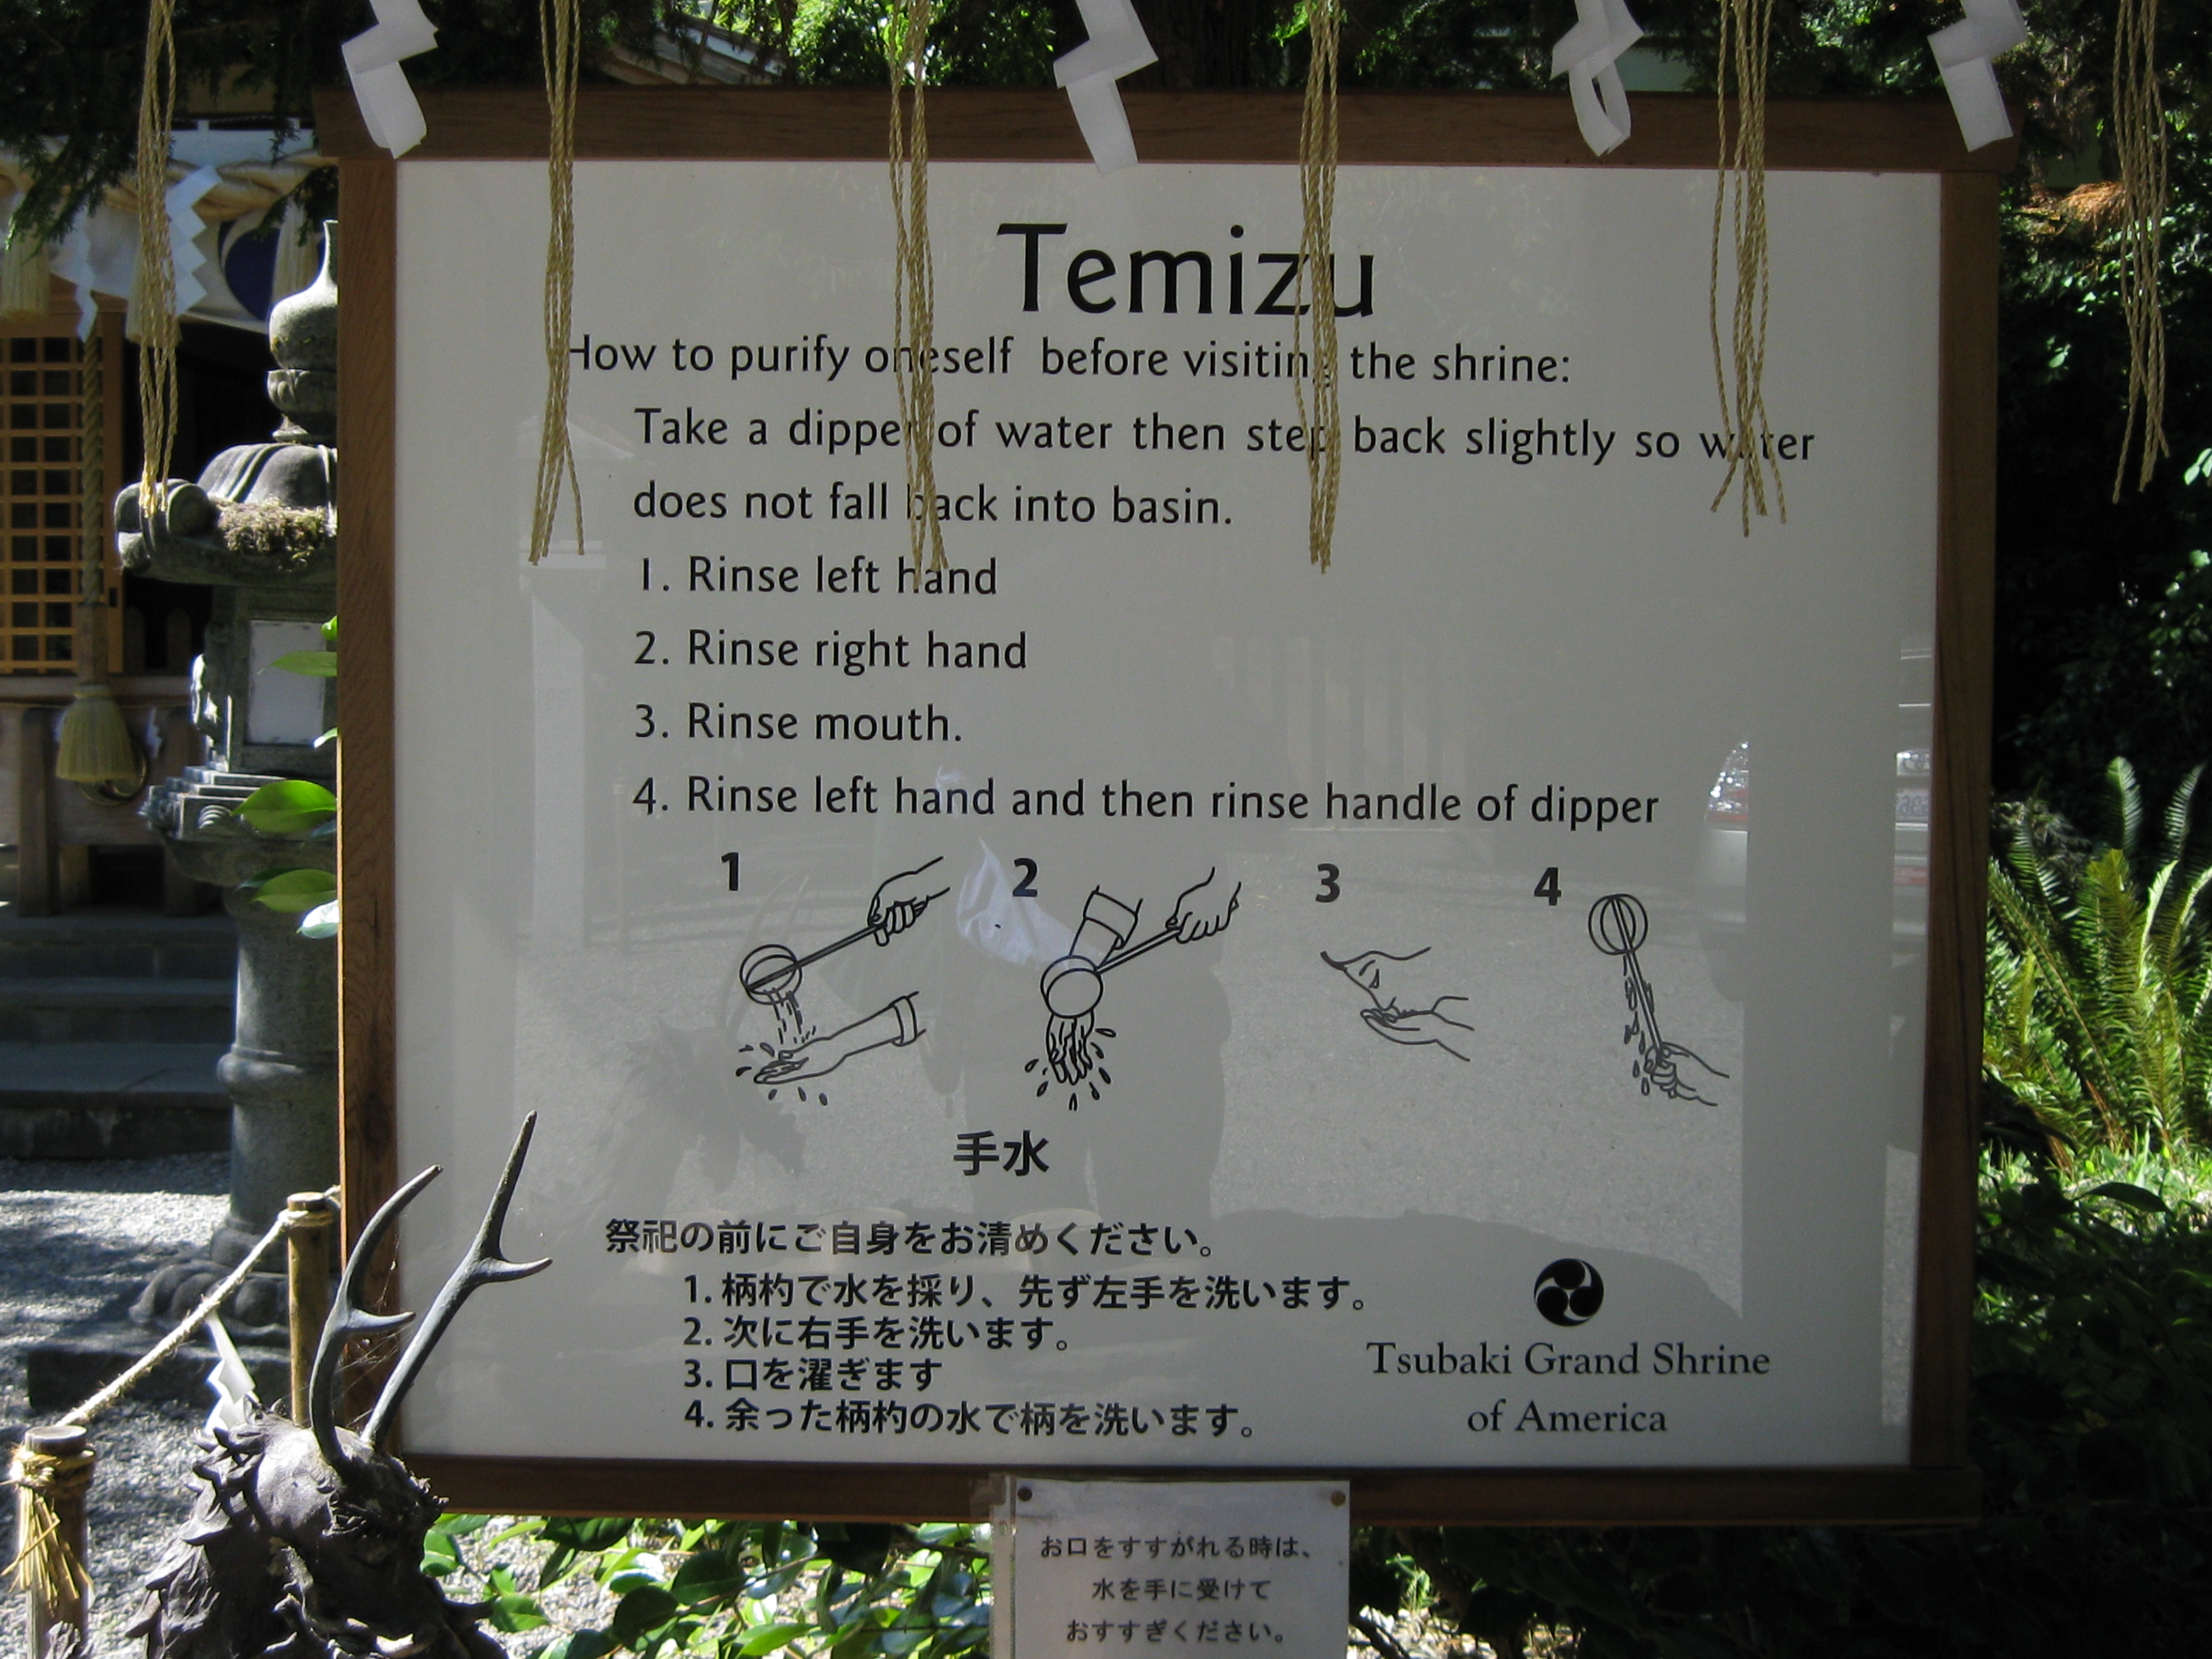 Temizu
How to purify oneself before visiting the shrine:
Take a dipper of water then step back slightly so water
does not fall back into basin.
1. Rinse left hand
2. Rinse right hand
3. Rinse mouth.
4. Rinse left hand and then rinse handle of dipper
1 2 3 4
手水
祭祀の前にご自身をお清めください。
1. 柄杓で水を採り、先ず左手を洗います。
2. 次に右手を洗います。
3. 口を濯ぎます
4. 余った柄杓の水で柄を洗います。
Tsubaki Grand Shrine
of America
お口をすすがれる時は、
水を手に受けて
おすすぎください。